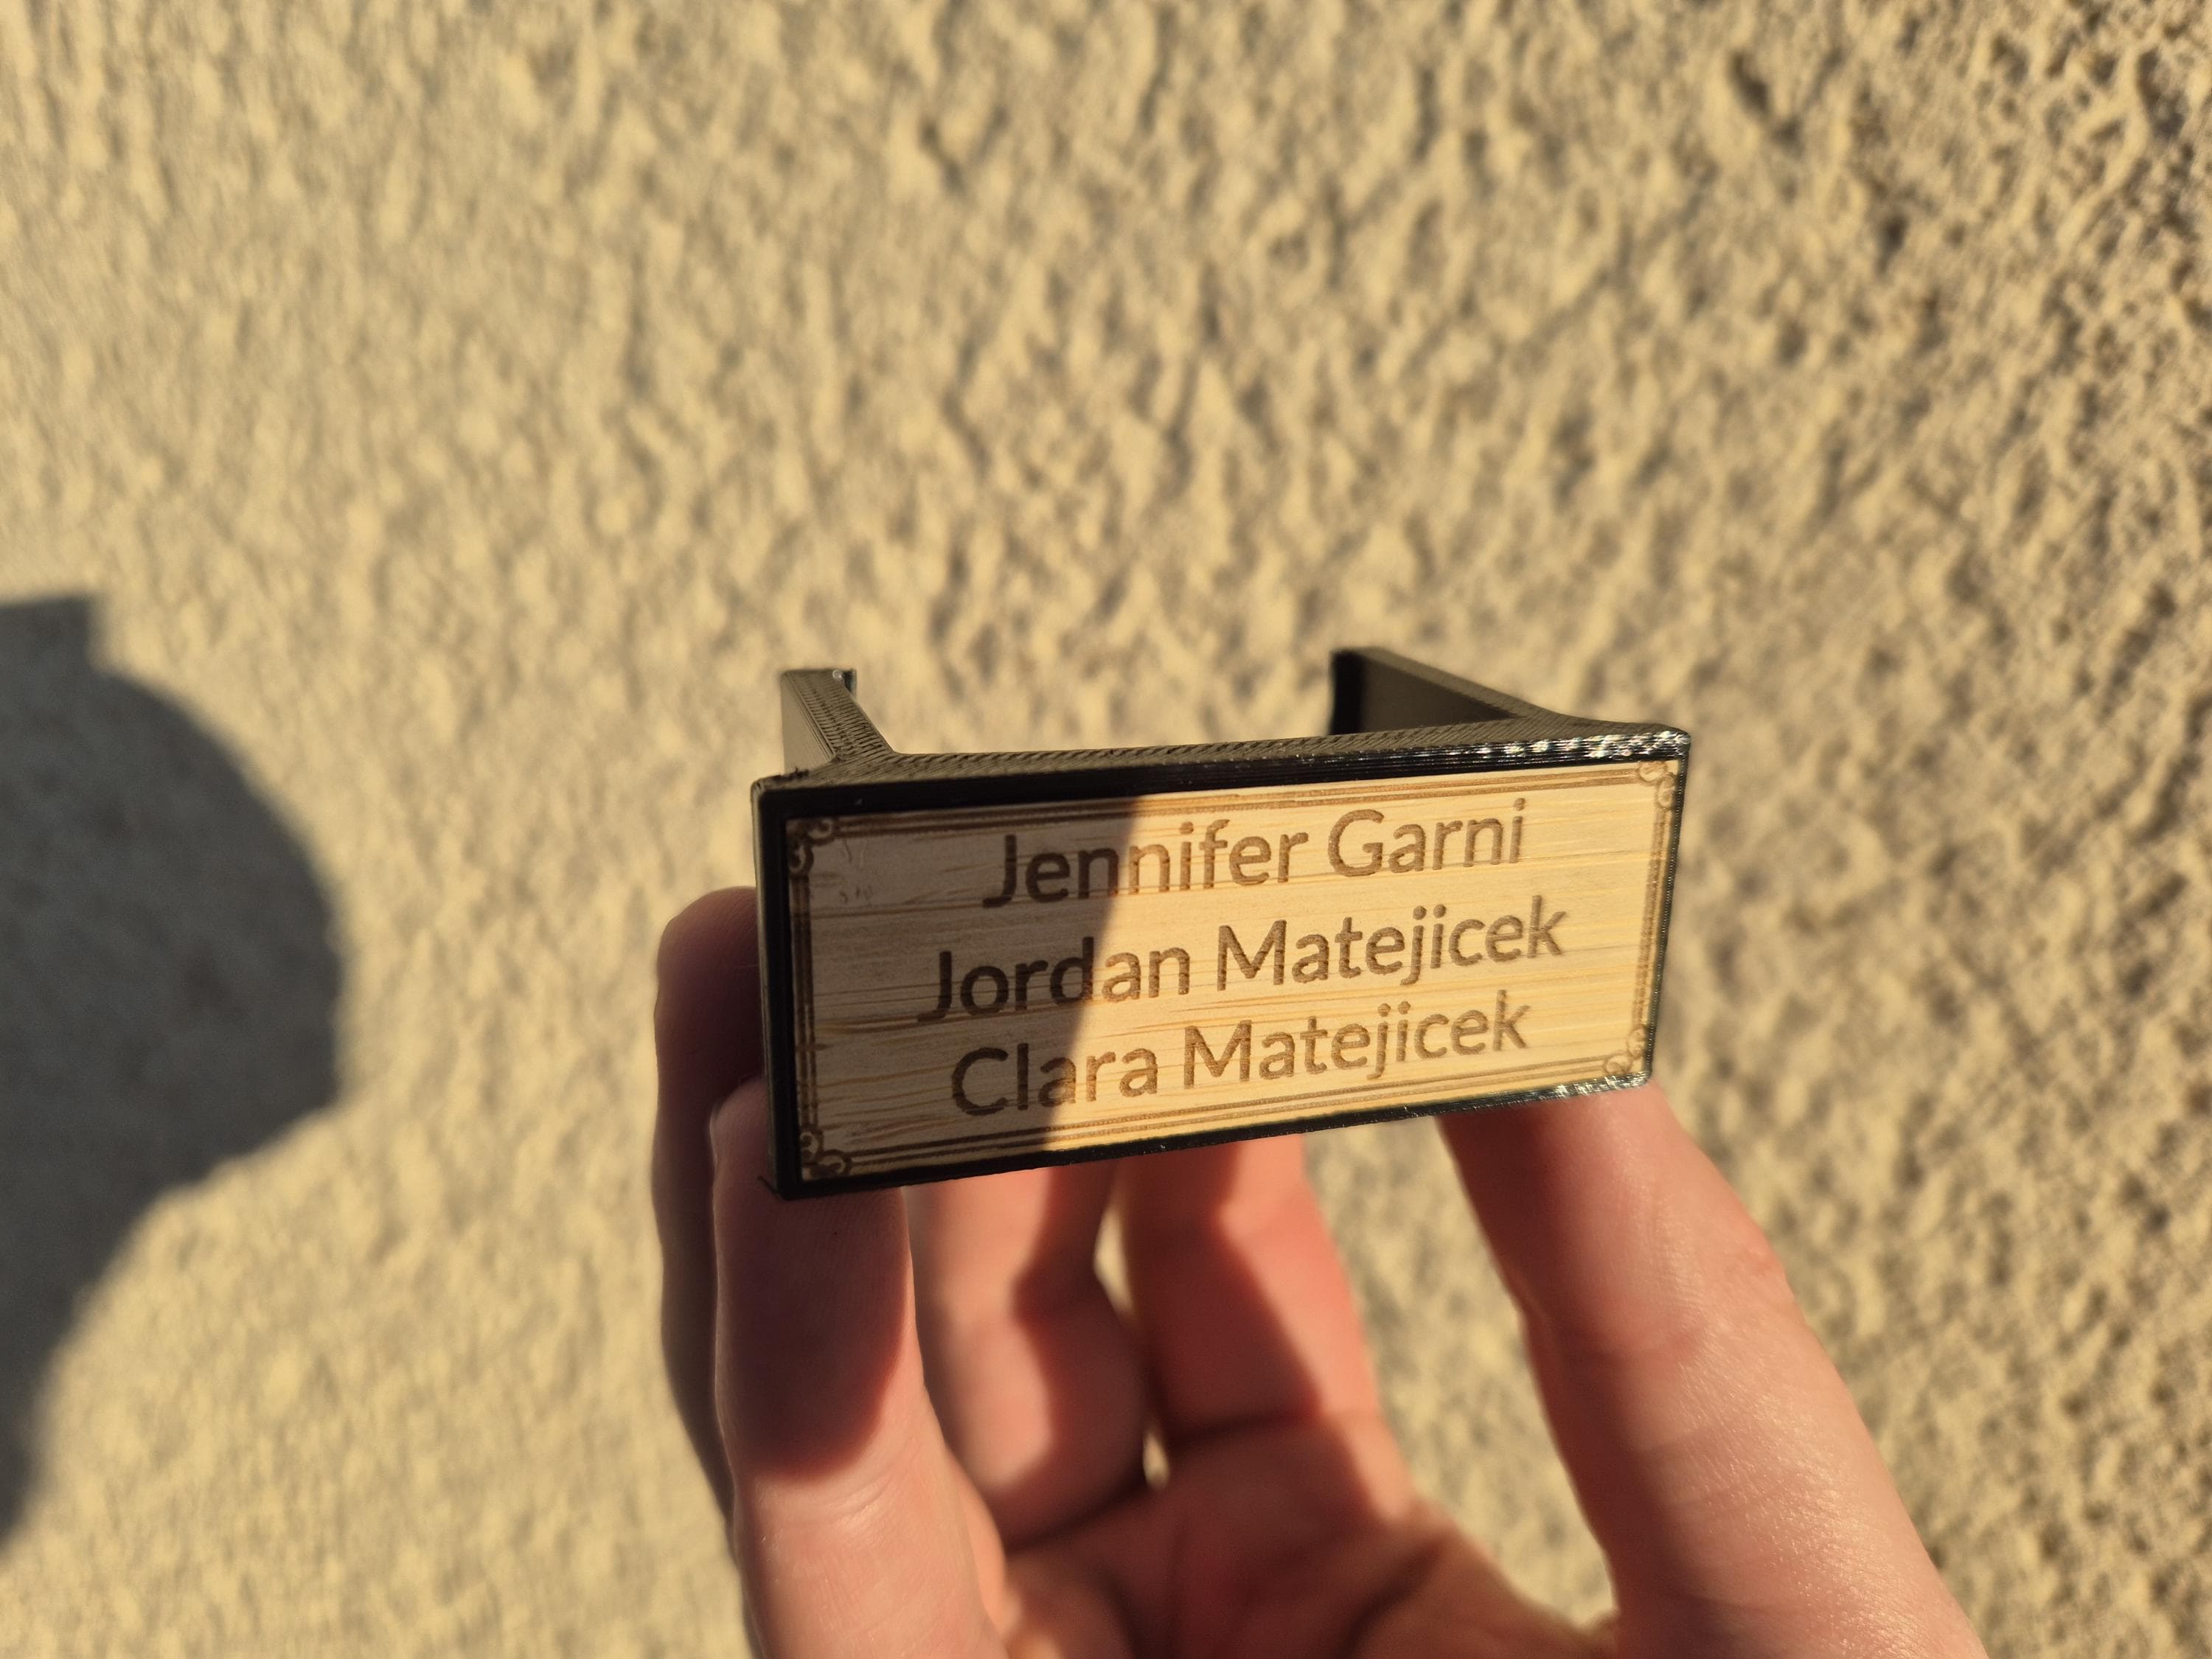 Jennifer Garni
Jordan Matejicek
Clara Matejicek